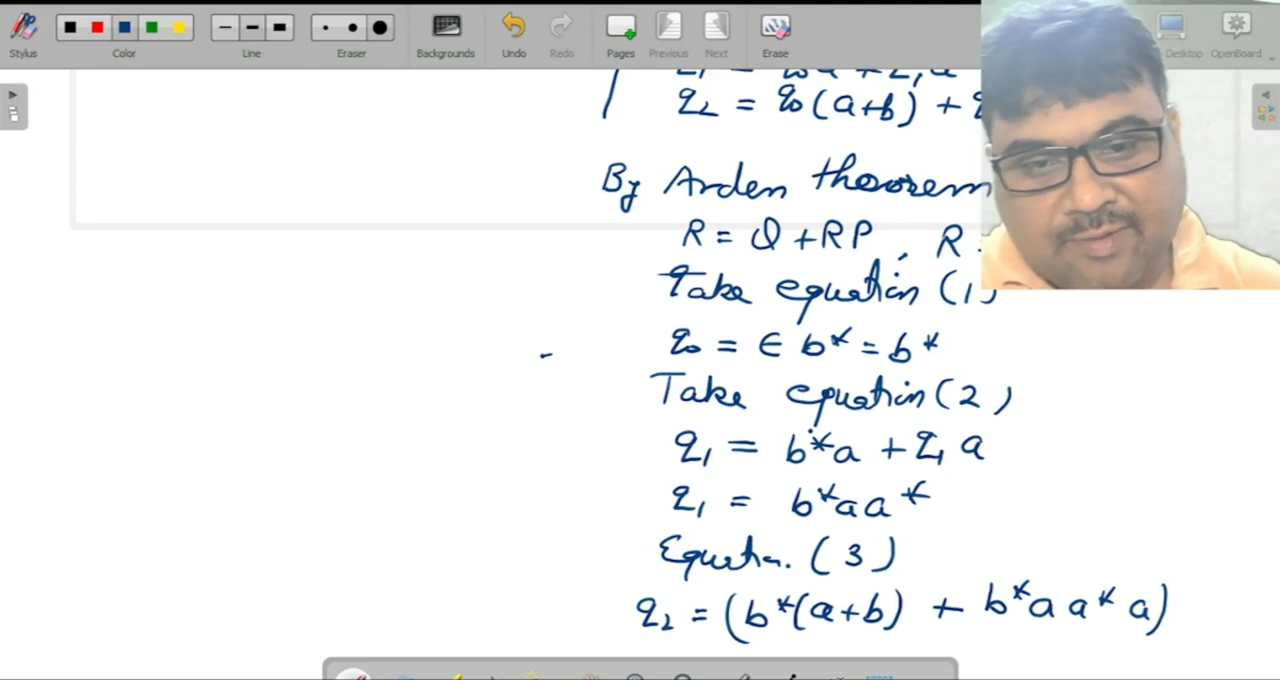 Stylus Color Line Eraser Backgrounds Undo Redo Pages Previous Next Erase Desktop OpenBoard
q₂ = q₀(a+b) +
By Arden theorem
R = Q + RP, R =
Take equation (1)
q₀ = ∈ b* = b*
Take equation (2)
q₁ = b*a + q₁ a
q₁ = b*aa*
Equatn. (3)
q₂ = (b*(a+b) + b*a a* a)